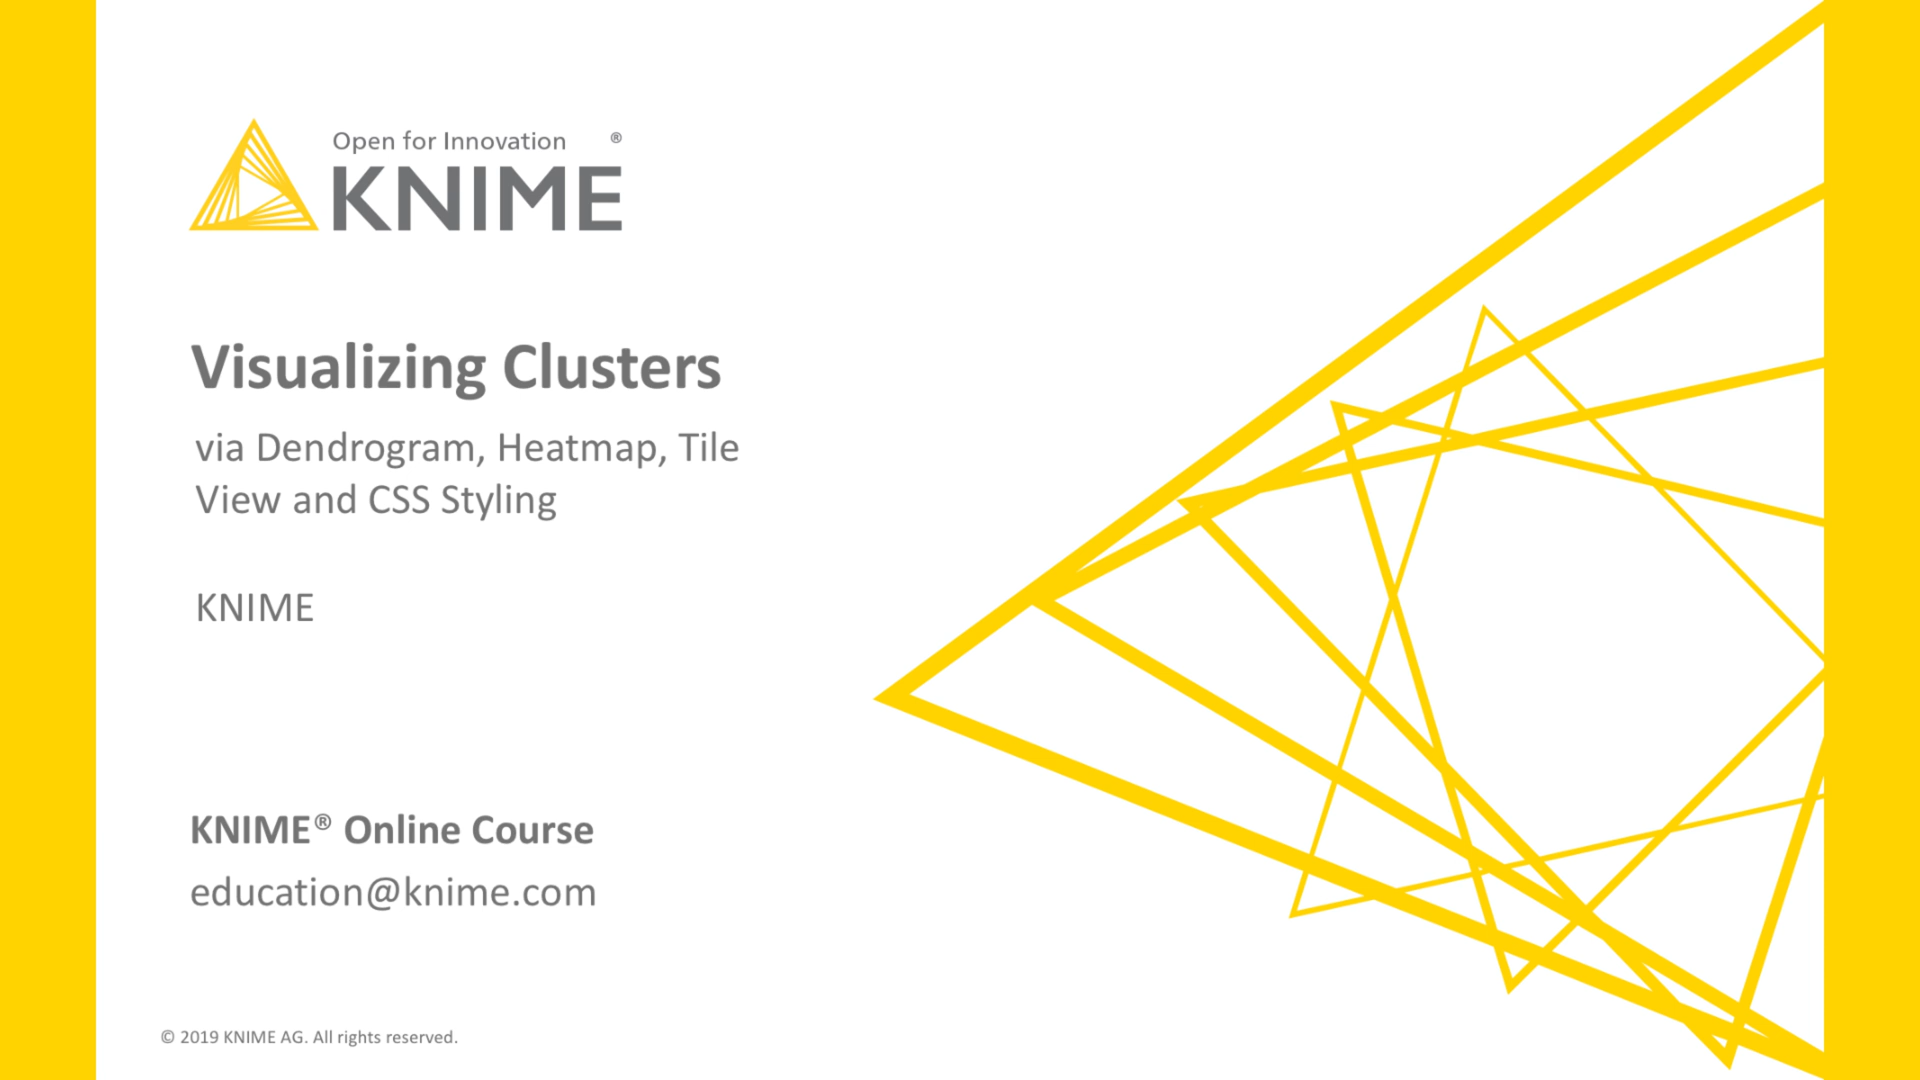 Open for Innovation ®
KNIME
Visualizing Clusters
via Dendrogram, Heatmap, Tile
View and CSS Styling
KNIME
KNIME® Online Course
education@knime.com
© 2019 KNIME AG. All rights reserved.